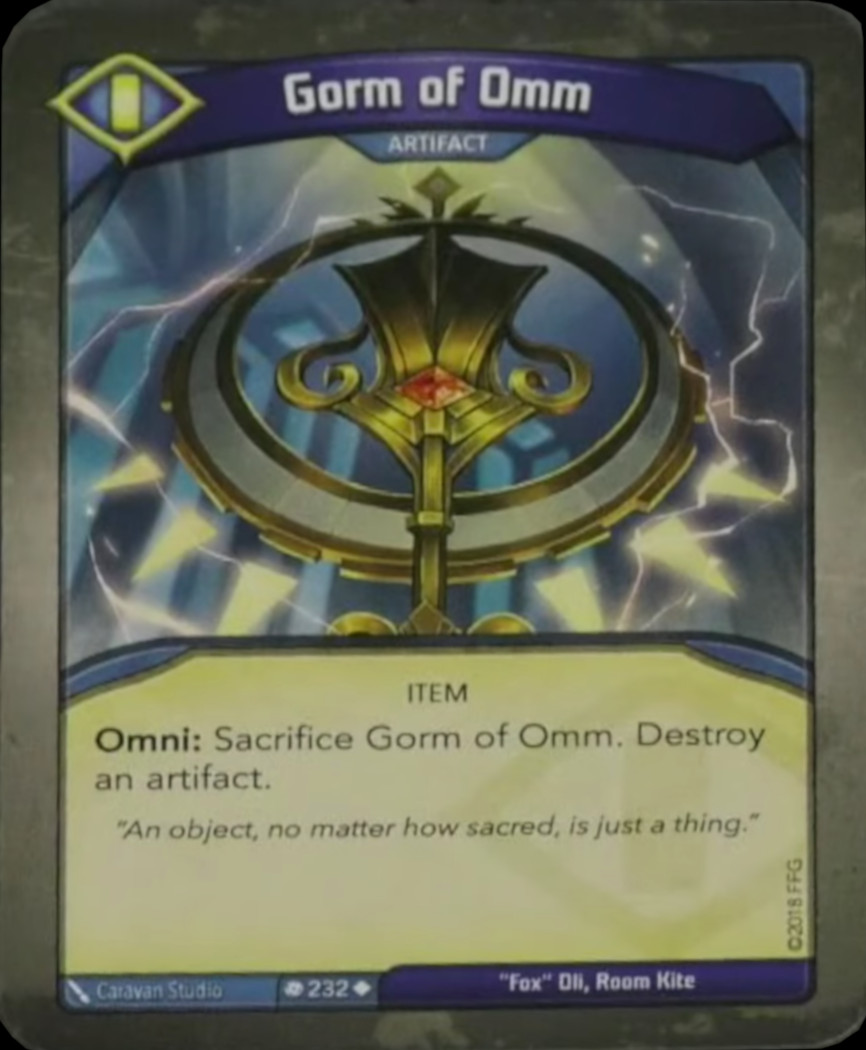 Gorm of Omm
ARTIFACT
ITEM
Omni: Sacrifice Gorm of Omm. Destroy
an artifact.
"An object, no matter how sacred, is just a thing."
©2018 FFG
Caravan Studio
232
"Fox" Oli, Room Kite